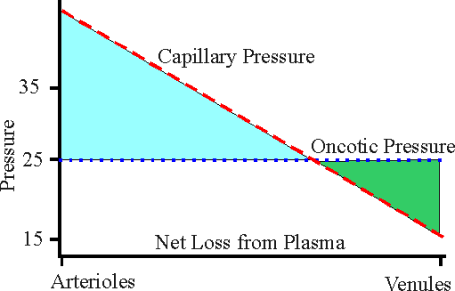 Capillary Pressure
35
Oncotic Pressure
Pressure
25
15
Net Loss from Plasma
Arterioles
Venules